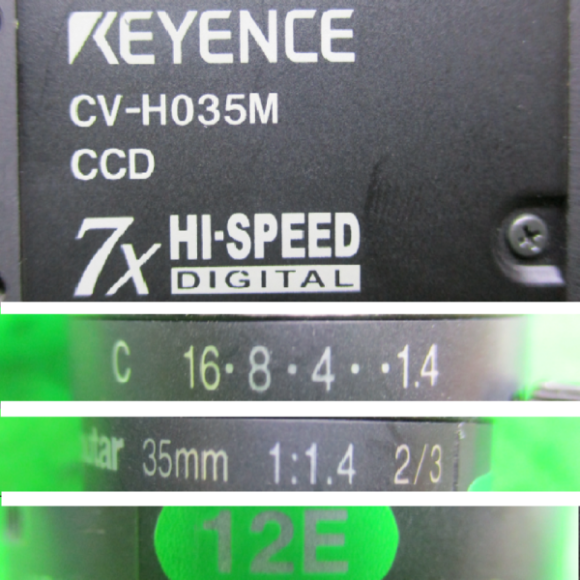 KEYENCE
CV-H035M
CCD
7x HI-SPEED
DIGITAL
C 16·8·4··1.4
35mm 1:1.4 2/3
12E